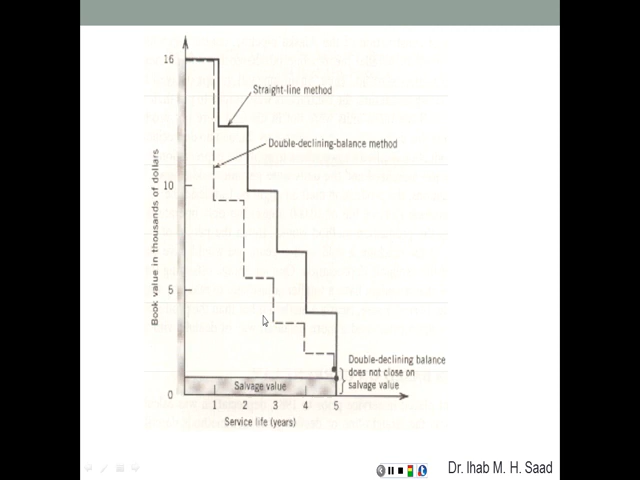 16
Straight-line method
Double-declining-balance method
10
Book value in thousands of dollars
5
Double-declining balance
does not close on
salvage value
Salvage value
0
1 2 3 4 5
Service life (years)
Dr. Ihab M. H. Saad